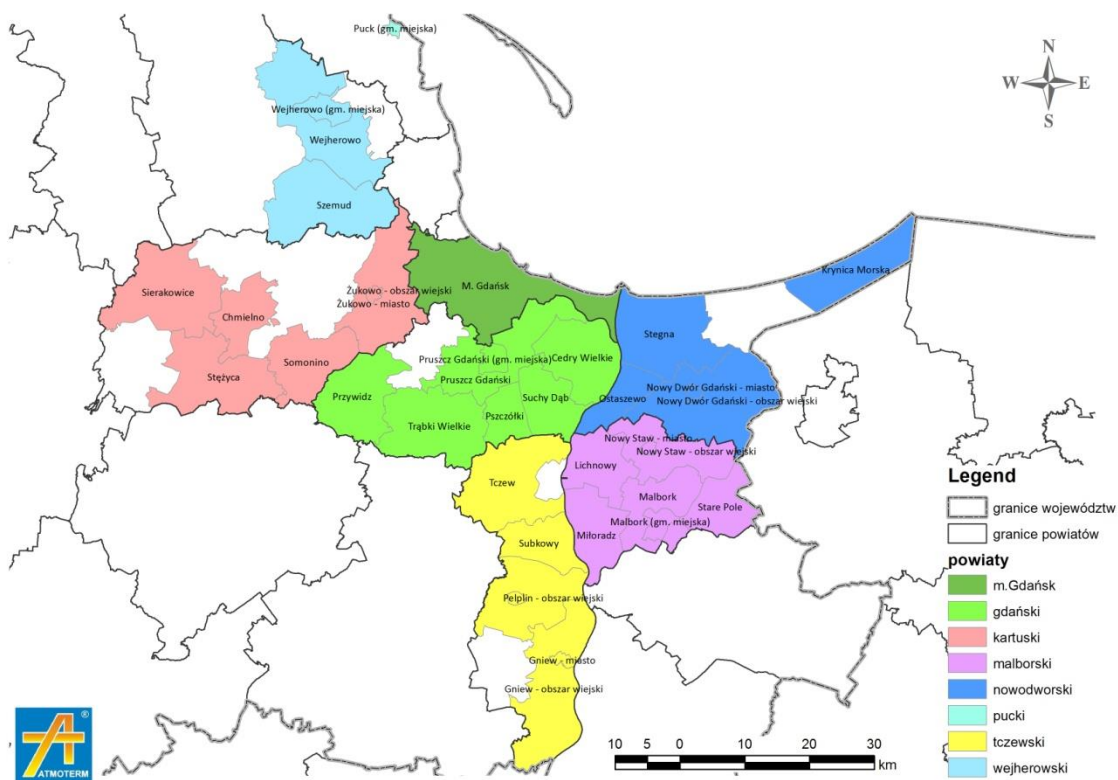 Puck (gm. miejska)
N
W E
S
Wejherowo (gm. miejska)
Wejherowo
Szemud
Krynica Morska
Sierakowice
Żukowo - obszar wiejski
Żukowo - miasto
M. Gdańsk
Chmielno
Stegna
Somonino
Stężyca
Pruszcz Gdański (gm. miejska)
Cedry Wielkie
Pruszcz Gdański
Przywidz
Suchy Dąb
Ostaszewo
Nowy Dwór Gdański - miasto
Nowy Dwór Gdański - obszar wiejski
Pszczółki
Trąbki Wielkie
Nowy Staw - miasto
Nowy Staw - obszar wiejski
Lichnowy
Tczew
Malbork
Stare Pole
Malbork (gm. miejska)
Miłoradz
Subkowy
Pelplin - obszar wiejski
Gniew - miasto
Gniew - obszar wiejski
Legend
granice województw
granice powiatów
powiaty
m.Gdańsk
gdański
kartuski
malborski
nowodworski
pucki
tczewski
wejherowski
10 5 0 10 20 30
km
®
ATMOTERM